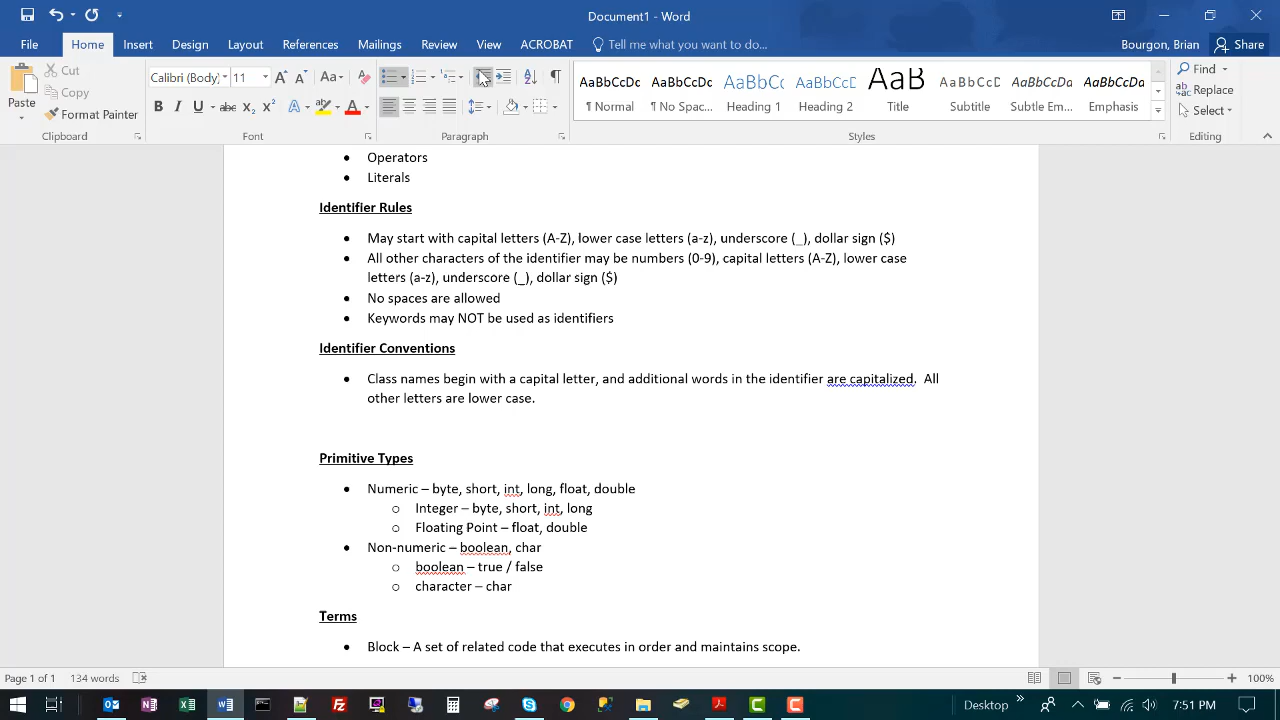 Document1 - Word
File Home Insert Design Layout References Mailings Review View ACROBAT Tell me what you want to do... Bourgon, Brian Share
Paste Cut Copy Format Painter
Calibri (Body) 11
AaBbCcDc AaBbCcDc AaBbCc AaBbCcC AaB AaBbCcD AaBbCcDc AaBbCcDc
¶ Normal ¶ No Spac... Heading 1 Heading 2 Title Subtitle Subtle Em... Emphasis
Find Replace Select
Clipboard Font Paragraph Styles Editing
• Operators
• Literals
Identifier Rules
• May start with capital letters (A-Z), lower case letters (a-z), underscore (_), dollar sign ($)
• All other characters of the identifier may be numbers (0-9), capital letters (A-Z), lower case
letters (a-z), underscore (_), dollar sign ($)
• No spaces are allowed
• Keywords may NOT be used as identifiers
Identifier Conventions
• Class names begin with a capital letter, and additional words in the identifier are capitalized. All
other letters are lower case.
Primitive Types
• Numeric – byte, short, int, long, float, double
o Integer – byte, short, int, long
o Floating Point – float, double
• Non-numeric – boolean, char
o boolean – true / false
o character – char
Terms
• Block – A set of related code that executes in order and maintains scope.
Page 1 of 1 134 words 100%
Desktop 7:51 PM